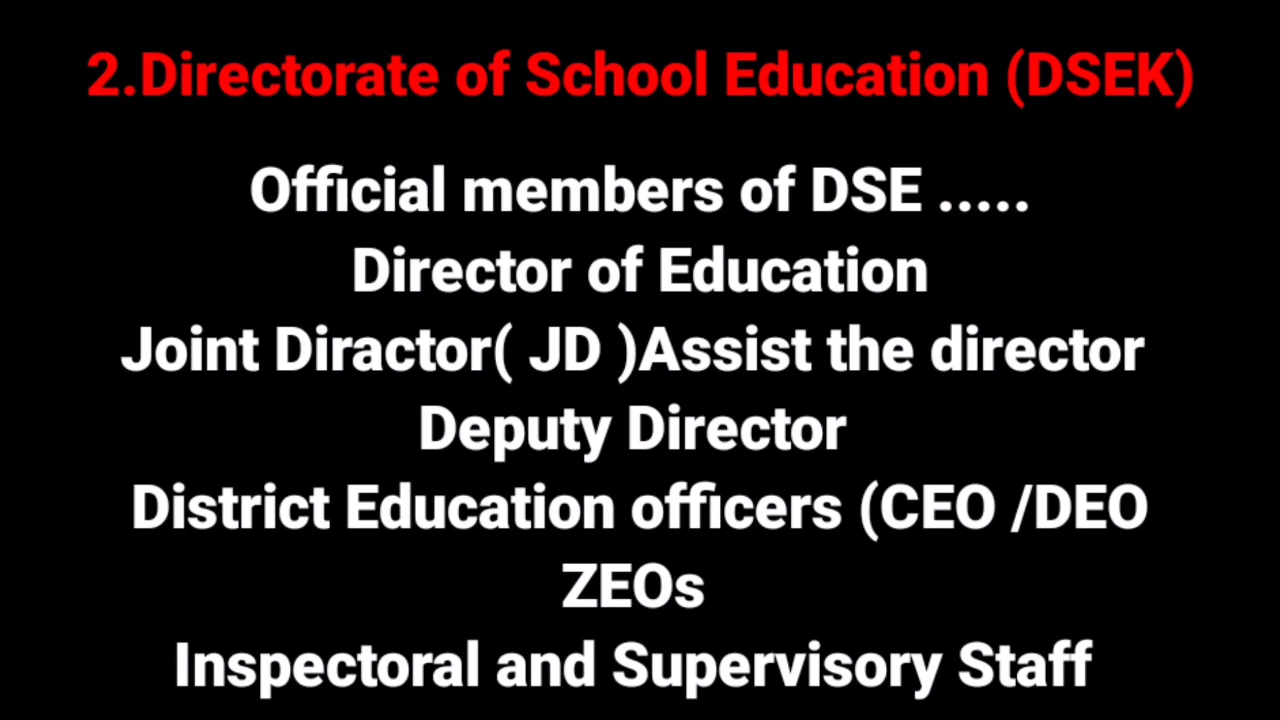 2.Directorate of School Education (DSEK)
Official members of DSE .....
Director of Education
Joint Diractor( JD )Assist the director
Deputy Director
District Education officers (CEO /DEO
ZEOs
Inspectoral and Supervisory Staff